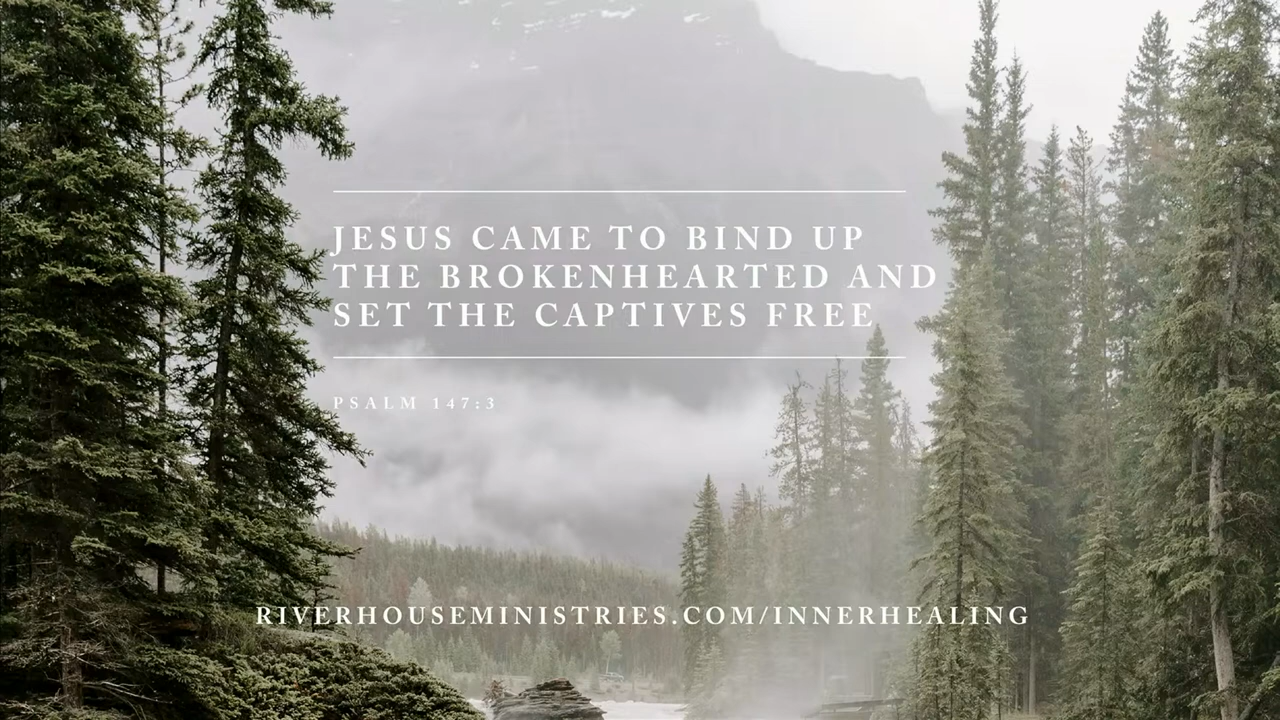 JESUS CAME TO BIND UP
THE BROKENHEARTED AND
SET THE CAPTIVES FREE
PSALM 147:3
RIVERHOUSEMINISTRIES.COM/INNERHEALING